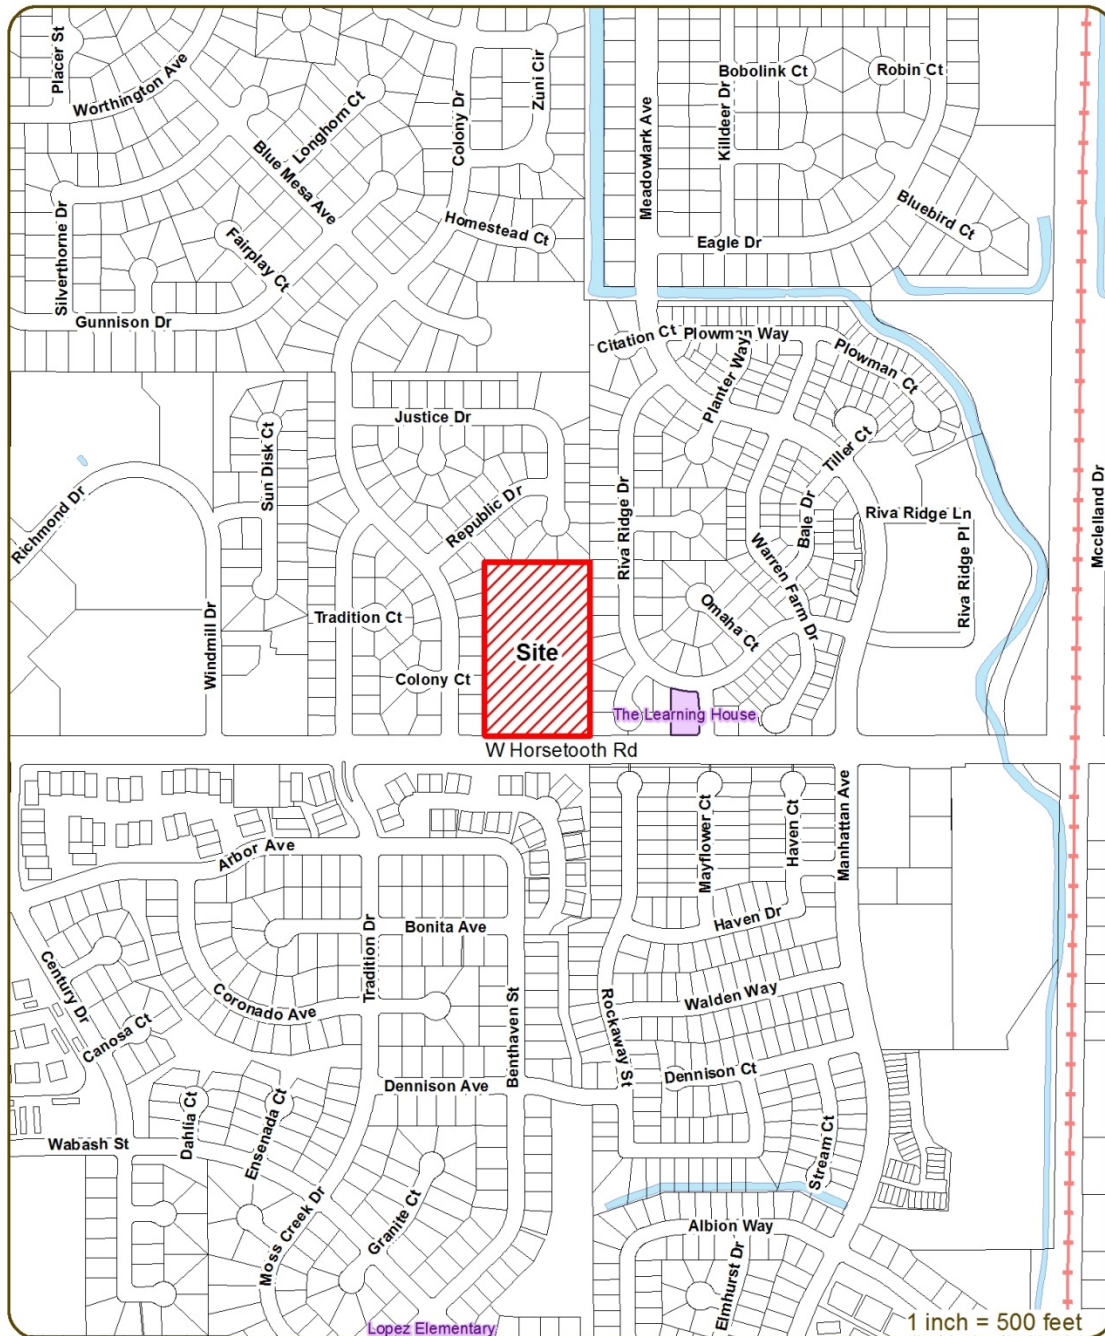 Placer St
Worthington Ave
Longhorn Ct
Colony Dr
Zuni Cir
Meadowlark Ave
Killdeer Dr
Bobolink Ct
Robin Ct
Blue Mesa Ave
Silverthorne Dr
Fairplay Ct
Homestead Ct
Eagle Dr
Bluebird Ct
Gunnison Dr
Citation Ct
Plowman Way
Planter Way
Plowman Ct
Justice Dr
Sun Disk Ct
Tiller Ct
Richmond Dr
Republic Dr
Riva Ridge Dr
Bale Dr
Riva Ridge Ln
Mcclelland Dr
Warren Farm Dr
Riva Ridge Pl
Windmill Dr
Tradition Ct
Omaha Ct
Site
Colony Ct
The Learning House
W Horsetooth Rd
Arbor Ave
Mayflower Ct
Haven Ct
Manhattan Ave
Tradition Dr
Bonita Ave
Haven Dr
Century Dr
Coronado Ave
Benthaven St
Rockaway St
Walden Way
Canosa Ct
Dennison Ave
Dennison Ct
Wabash St
Dahlia Ct
Ensenada Ct
Stream Ct
Moss Creek Dr
Granite Ct
Albion Way
Elmhurst Dr
Lopez Elementary
1 inch = 500 feet